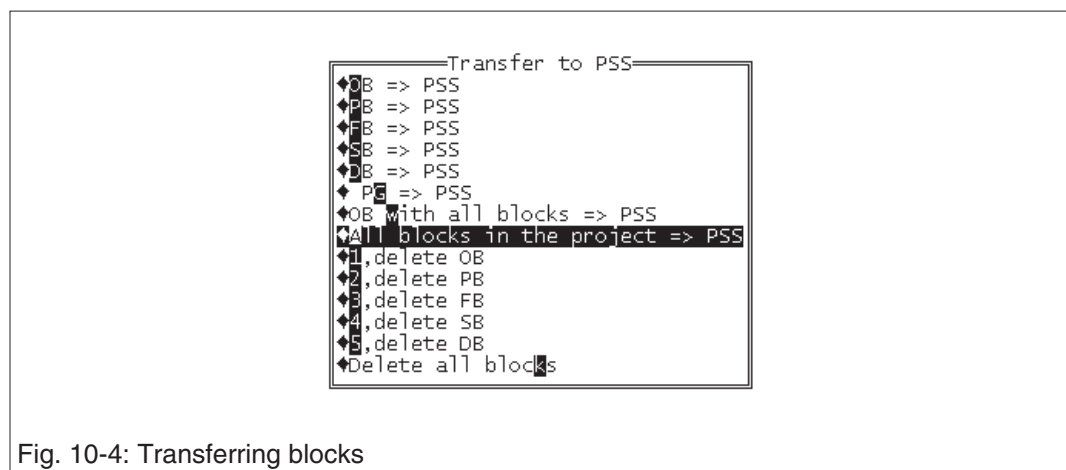 Transfer to PSS
OB => PSS
PB => PSS
FB => PSS
SB => PSS
DB => PSS
PG => PSS
OB with all blocks => PSS
All blocks in the project => PSS
1,delete OB
2,delete PB
3,delete FB
4,delete SB
5,delete DB
Delete all blocks
Fig. 10-4: Transferring blocks